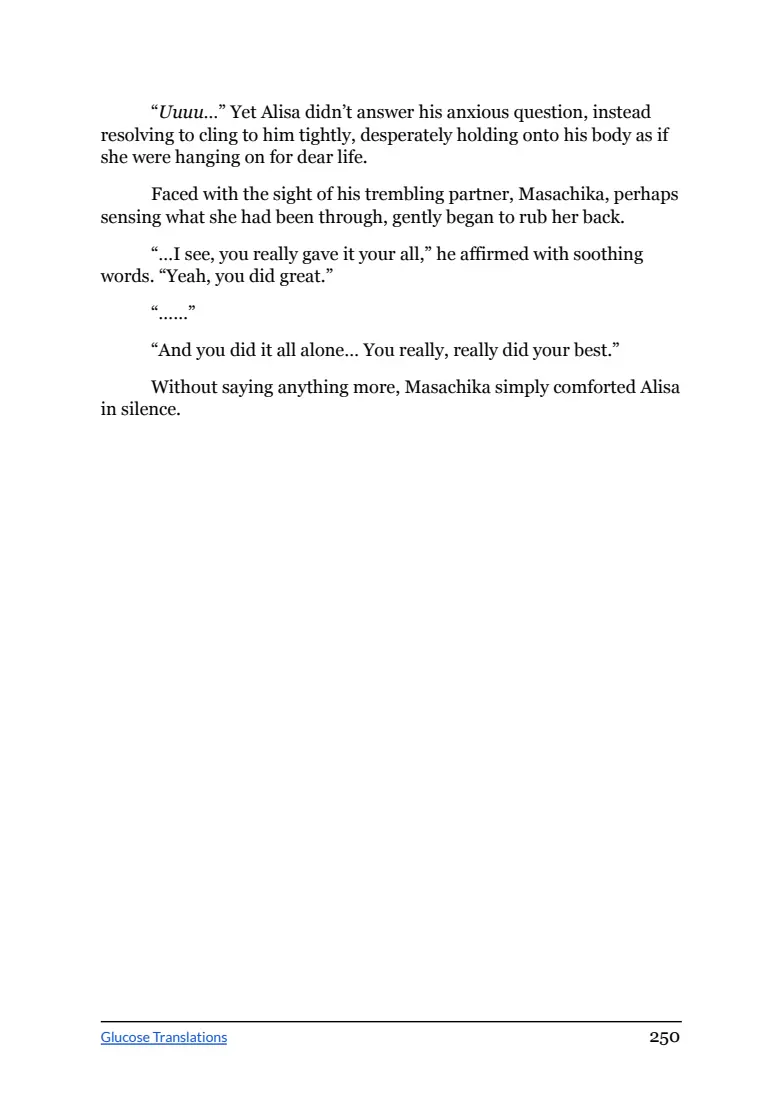 “Uuuu…” Yet Alisa didn’t answer his anxious question, instead
resolving to cling to him tightly, desperately holding onto his body as if
she were hanging on for dear life.
Faced with the sight of his trembling partner, Masachika, perhaps
sensing what she had been through, gently began to rub her back.
“…I see, you really gave it your all,” he affirmed with soothing
words. “Yeah, you did great.”
“……”
“And you did it all alone… You really, really did your best.”
Without saying anything more, Masachika simply comforted Alisa
in silence.
Glucose Translations 250